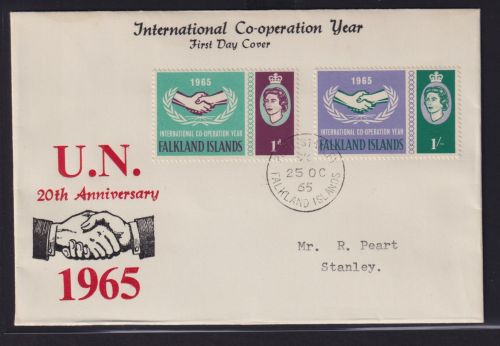 International Co-operation Year
First Day Cover
1965
INTERNATIONAL CO-OPERATION YEAR
FALKLAND ISLANDS
1d
1965
INTERNATIONAL CO-OPERATION YEAR
FALKLAND ISLANDS
1/-
25 OC
65
FALKLAND ISLANDS
U.N.
20th Anniversary
1965
Mr. R. Peart
Stanley.